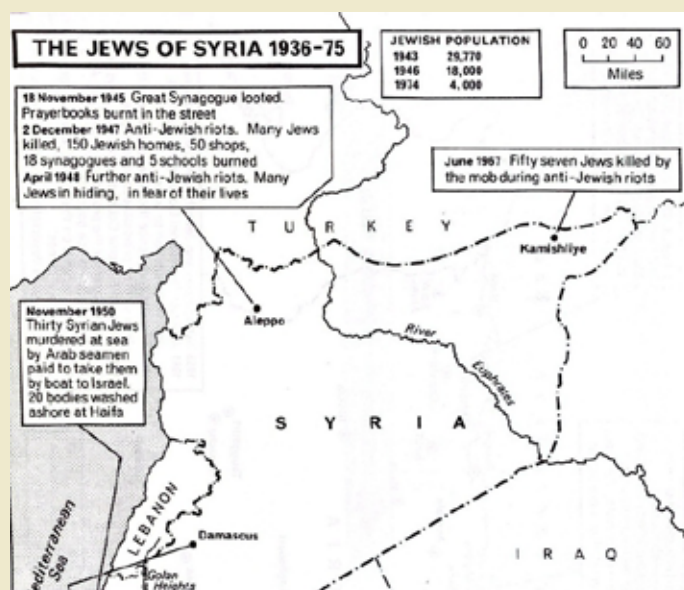 THE JEWS OF SYRIA 1936-75
JEWISH POPULATION
1943 29,770
1946 18,000
1974 4,000
0 20 40 60
Miles
18 November 1945 Great Synagogue looted.
Prayerbooks burnt in the street
2 December 1947 Anti-Jewish riots. Many Jews
killed, 150 Jewish homes, 50 shops,
18 synagogues and 5 schools burned
April 1948 Further anti-Jewish riots. Many
Jews in hiding, in fear of their lives
June 1967 Fifty seven Jews killed by
the mob during anti-Jewish riots
TURKEY
Kamishliye
Aleppo
November 1950
Thirty Syrian Jews
murdered at sea
by Arab seamen
paid to take them
by boat to Israel.
20 bodies washed
ashore at Haifa
River
Euphrates
SYRIA
LEBANON
Damascus
IRAQ
editerranean
Sea
Golan
Heights